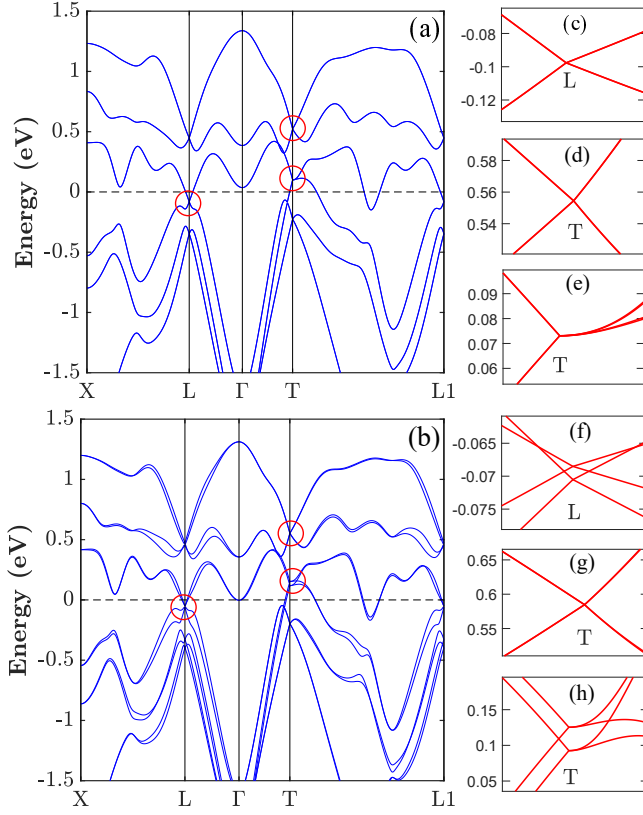 (a)
1.5
1
0.5
0
-0.5
-1
-1.5
Energy (eV)
X L Γ T L1
(b)
1.5
1
0.5
0
-0.5
-1
-1.5
Energy (eV)
X L Γ T L1
(c)
-0.08
-0.1
-0.12
L
(d)
0.58
0.56
0.54
T
(e)
0.09
0.08
0.07
0.06
T
(f)
-0.065
-0.07
-0.075
L
(g)
0.65
0.6
0.55
T
(h)
0.15
0.1
0.05
T